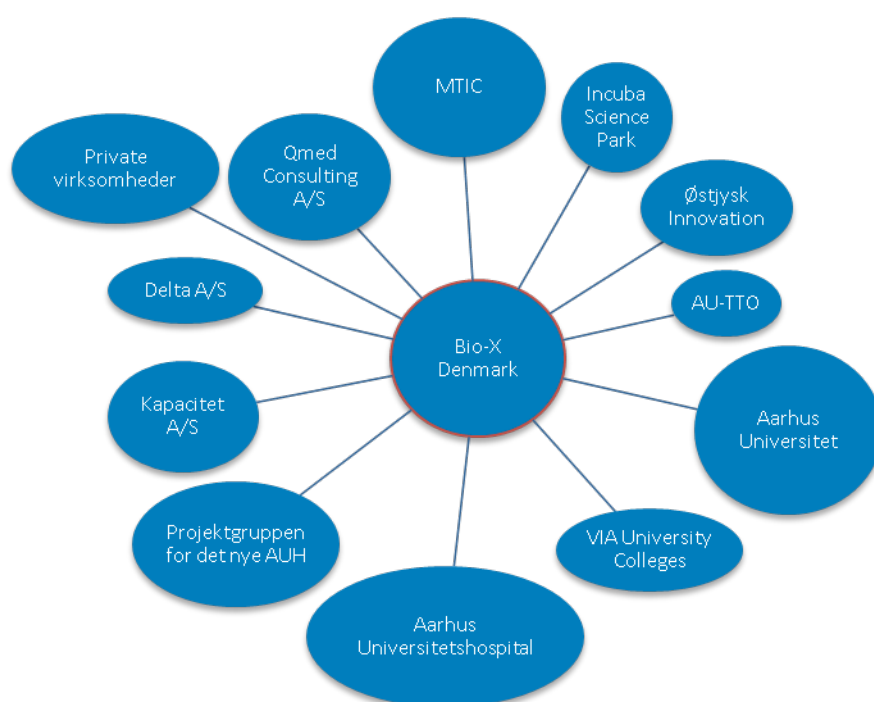 MTIC
Incuba
Science
Park
Qmed
Consulting
A/S
Private
virksomheder
Østjysk
Innovation
Delta A/S
AU-TTO
Bio-X
Denmark
Kapacitet
A/S
Aarhus
Universitet
Projektgruppen
for det nye AUH
VIA University
Colleges
Aarhus
Universitetshospital